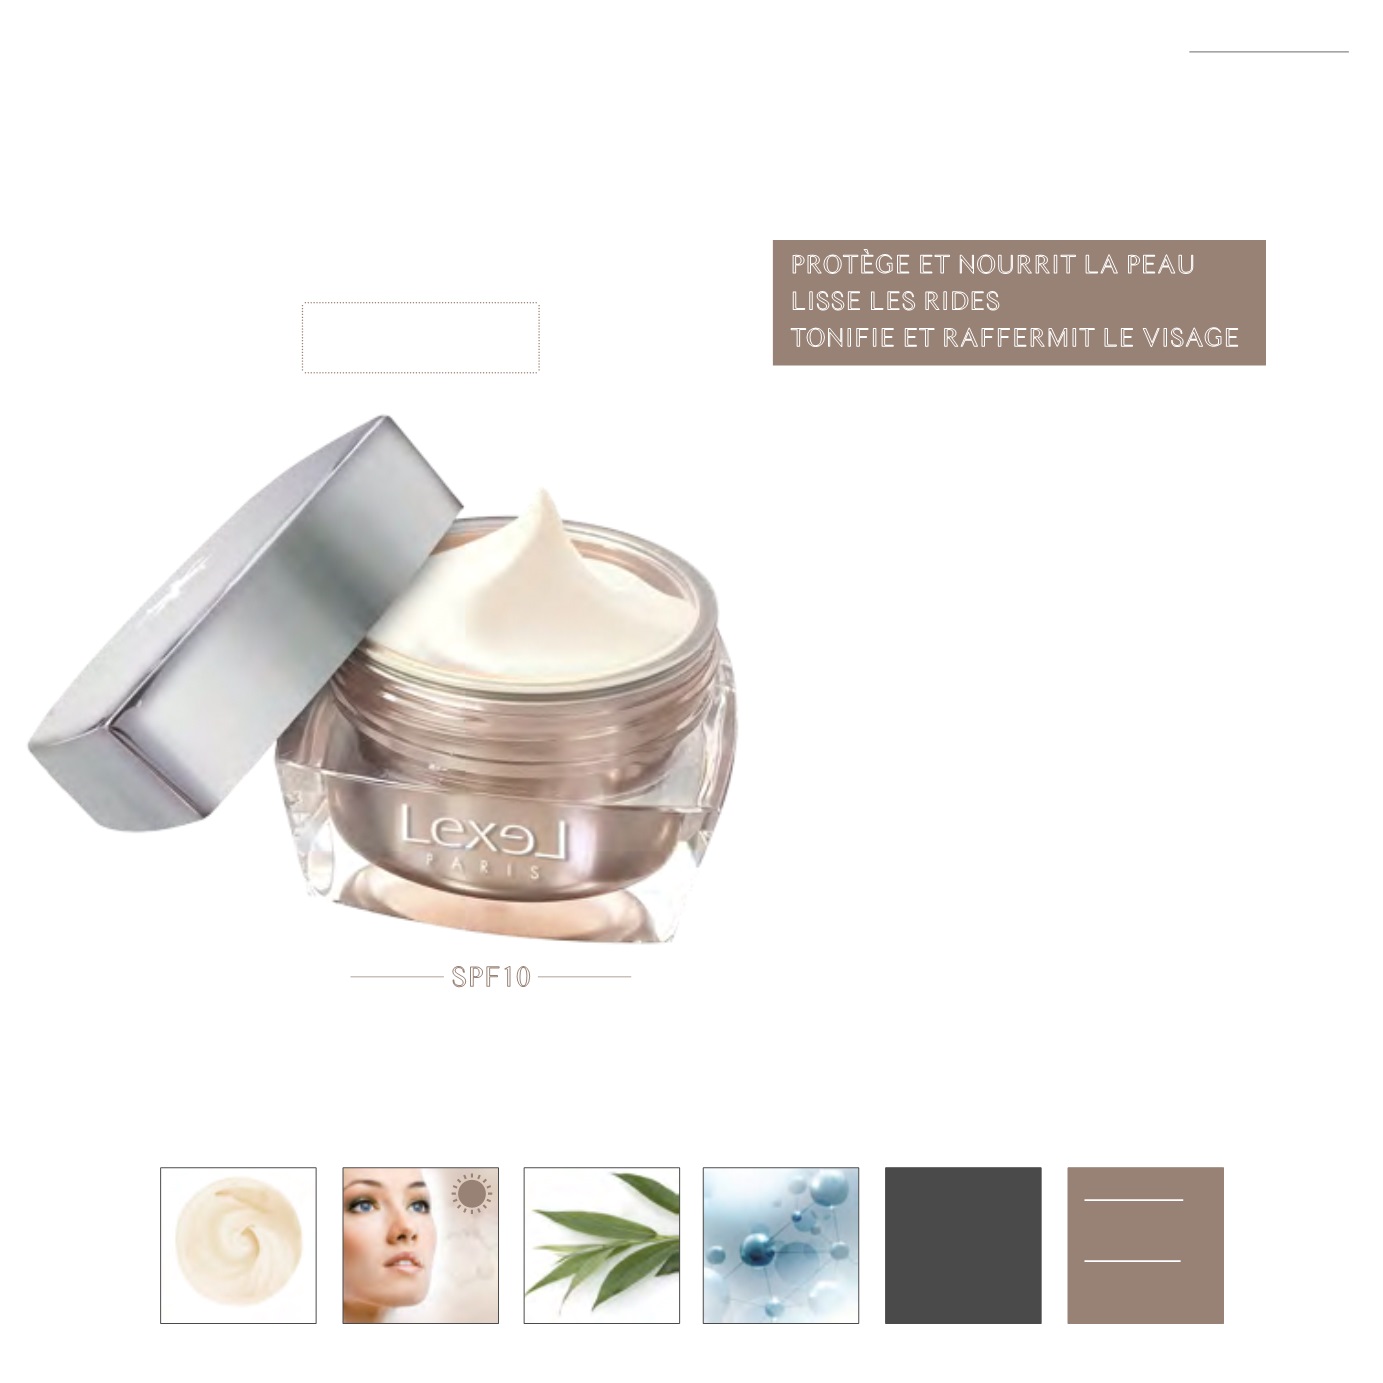 PROTÈGE ET NOURRIT LA PEAU
LISSE LES RIDES
TONIFIE ET RAFFERMIT LE VISAGE
LexeL
PARIS
SPF10